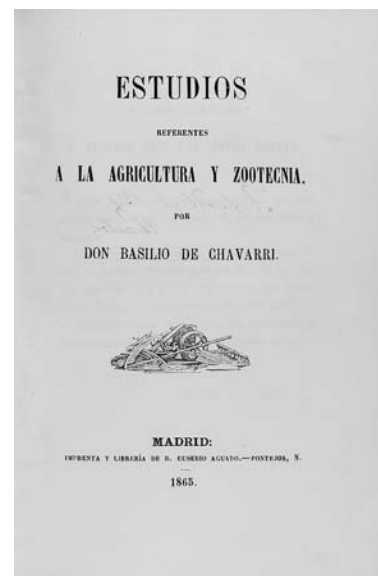 ESTUDIOS
REFERENTES
A LA AGRICULTURA Y ZOOTECNIA.
POR
DON BASILIO DE CHAVARRI.
MADRID:
IMPRENTA Y LIBRERÍA DE D. EUSEBIO AGUADO.—PONTEJOS, 8.
1865.